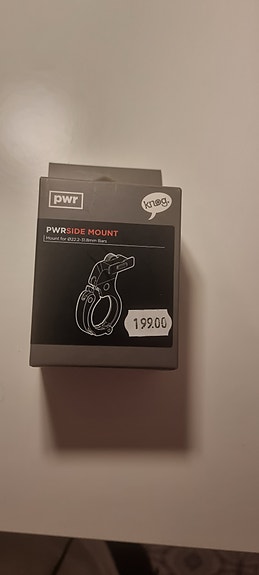 pwr
knog.
PWRSIDE MOUNT
Mount for Ø22.2-31.8mm Bars
199.00